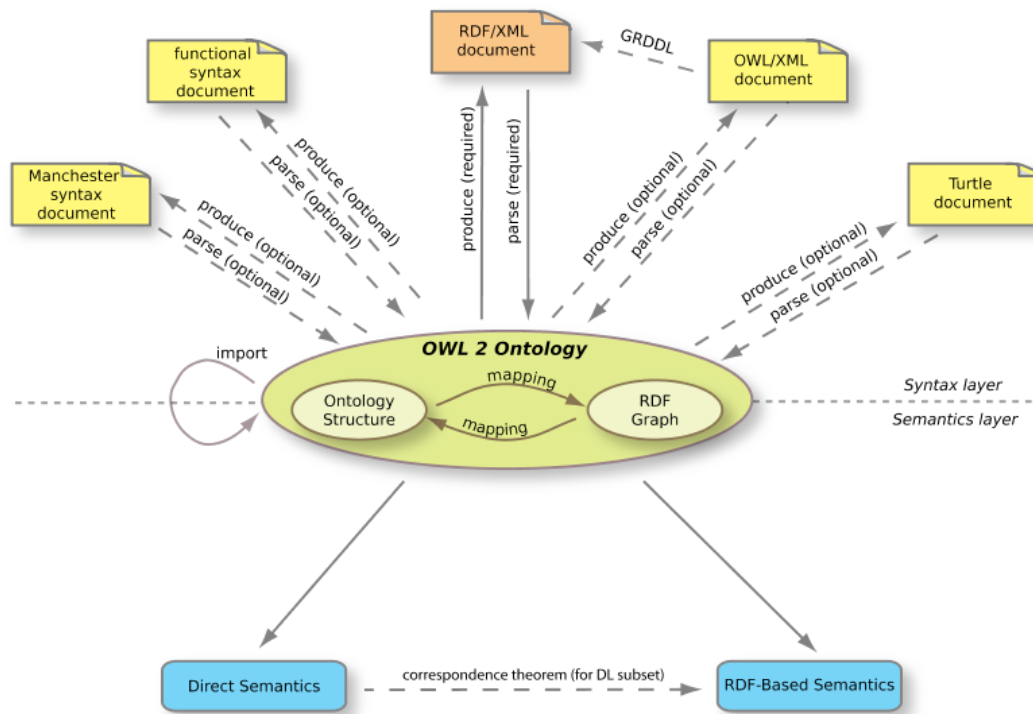 RDF/XML
document
GRDDL
functional
syntax
document
OWL/XML
document
Manchester
syntax
document
Turtle
document
produce (optional)
parse (optional)
produce (optional)
parse (optional)
produce (required)
parse (required)
produce (optional)
parse (optional)
produce (optional)
parse (optional)
OWL 2 Ontology
import
mapping
Ontology
Structure
RDF
Graph
mapping
Syntax layer
Semantics layer
Direct Semantics
correspondence theorem (for DL subset)
RDF-Based Semantics